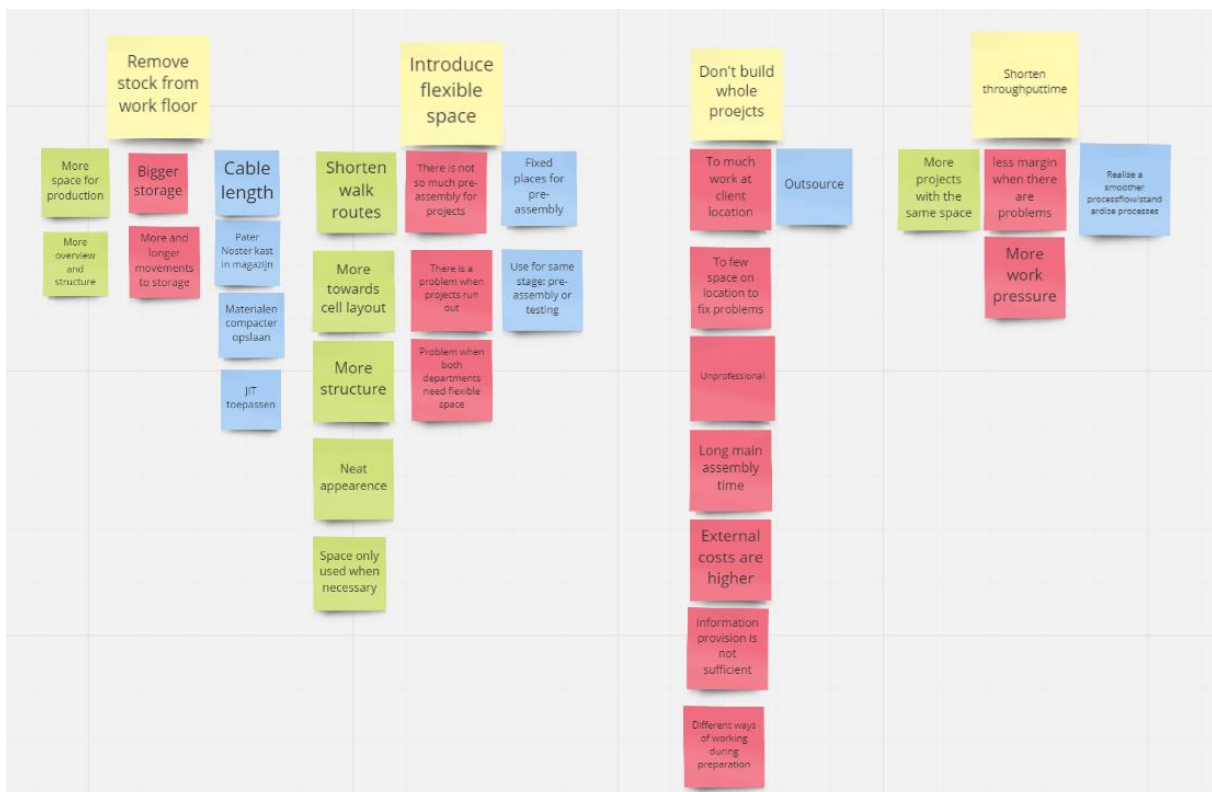 Remove
stock from
work floor
More
space for
production
More
overview
and
structure
Bigger
storage
More and
longer
movements
to storage
Cable
length
Pater
Noster kast
in magazijn
Materialen
compacter
opslaan
JIT
toepassen
Introduce
flexible
space
Shorten
walk
routes
More
towards
cell layout
More
structure
Neat
appearence
Space only
used when
necessary
There is not
so much pre-
assembly for
projects
There is a
problem when
projects run
out
Problem when
both
departments
need flexible
space
Fixed
places for
pre-
assembly
Use for same
stage: pre-
assembly or
testing
Don't build
whole
proejcts
To much
work at
client
location
To few
space on
location to
fix problems
Unprofessional
Long main
assembly
time
External
costs are
higher
Information
provision is
not
sufficient
Different ways
of working
during
preparation
Outsource
Shorten
throughputtime
More
projects
with the
same space
less margin
when there
are
problems
More
work
pressure
Realise a
smoother
processflow/stand
ardize processes